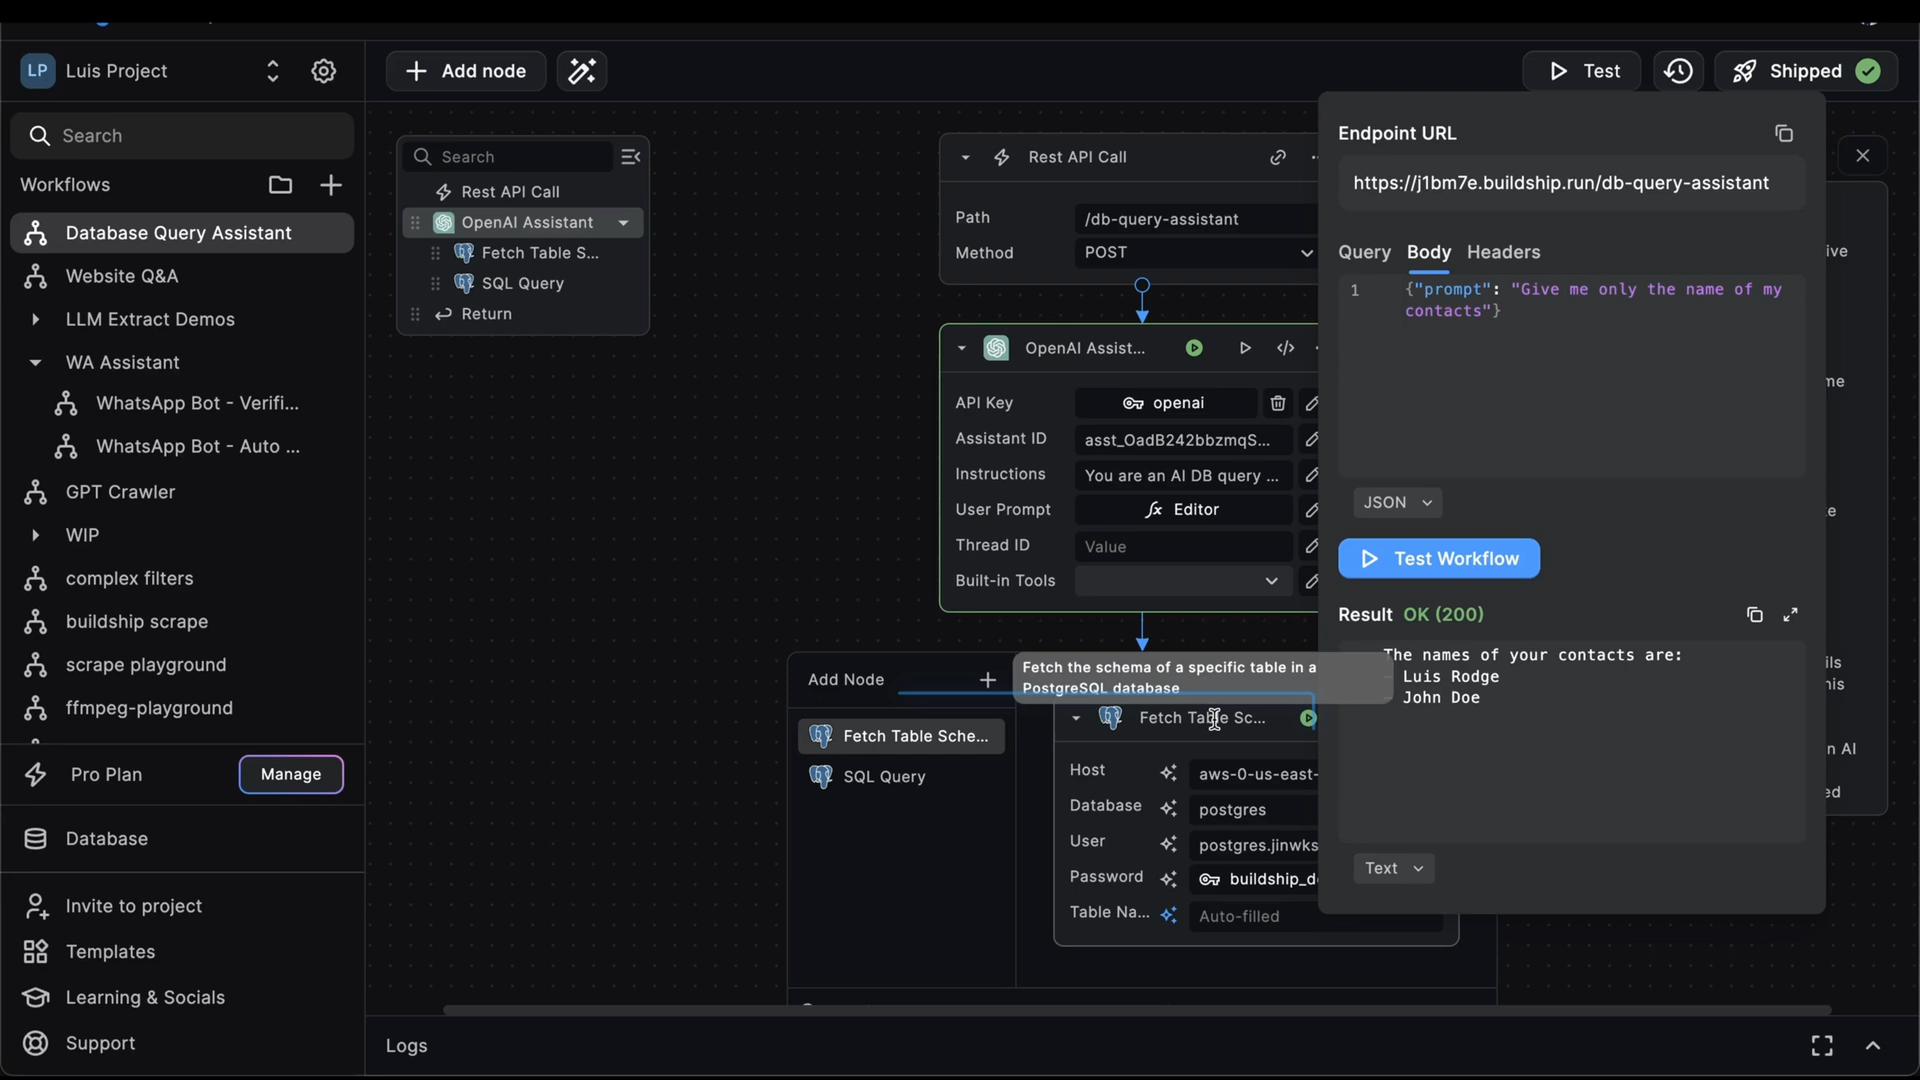 LP Luis Project
Search
Workflows
Database Query Assistant
Website Q&A
LLM Extract Demos
WA Assistant
WhatsApp Bot - Verifi...
WhatsApp Bot - Auto ...
GPT Crawler
WIP
complex filters
buildship scrape
scrape playground
ffmpeg-playground
Pro Plan
Manage
Database
Invite to project
Templates
Learning & Socials
Support
Add node
Test
Shipped
Search
Rest API Call
OpenAI Assistant
Fetch Table S...
SQL Query
Return
Rest API Call
Path /db-query-assistant
Method POST
OpenAI Assist...
API Key openai
Assistant ID asst_OadB242bbzmqS...
Instructions You are an AI DB query ...
User Prompt fx Editor
Thread ID Value
Built-in Tools
Add Node
Fetch Table Sche...
SQL Query
Fetch the schema of a specific table in a
PostgreSQL database
Fetch Table Sc...
Host aws-0-us-east-
Database postgres
User postgres.jinwks
Password buildship_d
Table Na... Auto-filled
Endpoint URL
https://j1bm7e.buildship.run/db-query-assistant
Query Body Headers
1 {"prompt": "Give me only the name of my
contacts"}
JSON
Test Workflow
Result OK (200)
The names of your contacts are:
Luis Rodge
John Doe
Text
ive
me
e
ils
his
n AI
ed
Logs